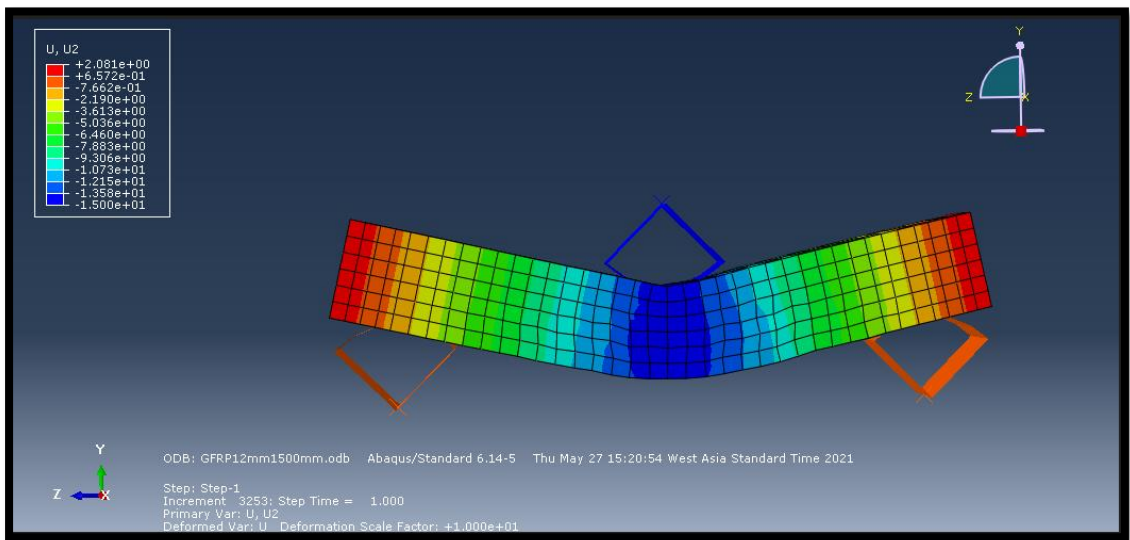 U, U2
+2.081e+00
+6.572e-01
-7.662e-01
-2.190e+00
-3.613e+00
-5.036e+00
-6.460e+00
-7.883e+00
-9.306e+00
-1.073e+01
-1.215e+01
-1.358e+01
-1.500e+01
Y
Z X
Y
Z X
ODB: GFRP12mm1500mm.odb Abaqus/Standard 6.14-5 Thu May 27 15:20:54 West Asia Standard Time 2021
Step: Step-1
Increment 3253: Step Time = 1.000
Primary Var: U, U2
Deformed Var: U Deformation Scale Factor: +1.000e+01